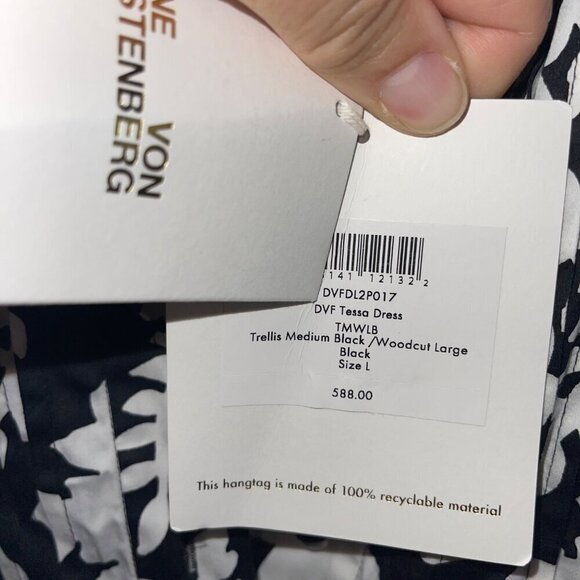 NE
STENBERG
VON
141 12132 2
DVFDL2P017
DVF Tessa Dress
TMWLB
Trellis Medium Black /Woodcut Large
Black
Size L
588.00
This hangtag is made of 100% recyclable material